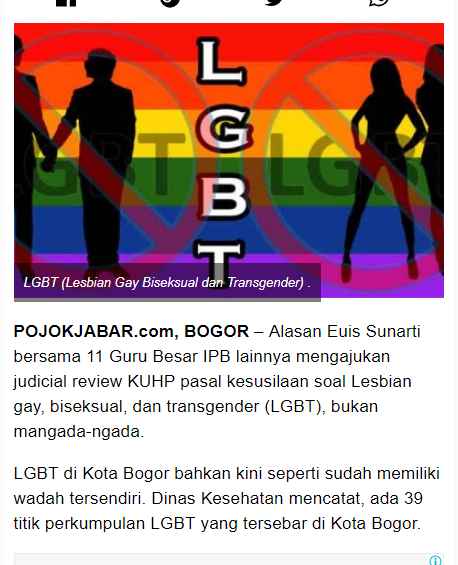 L
G
B
T
LGBT LGBT
LGBT (Lesbian Gay Biseksual dan Transgender) .
POJOKJABAR.com, BOGOR – Alasan Euis Sunarti
bersama 11 Guru Besar IPB lainnya mengajukan
judicial review KUHP pasal kesusilaan soal Lesbian
gay, biseksual, dan transgender (LGBT), bukan
mangada-ngada.
LGBT di Kota Bogor bahkan kini seperti sudah memiliki
wadah tersendiri. Dinas Kesehatan mencatat, ada 39
titik perkumpulan LGBT yang tersebar di Kota Bogor.